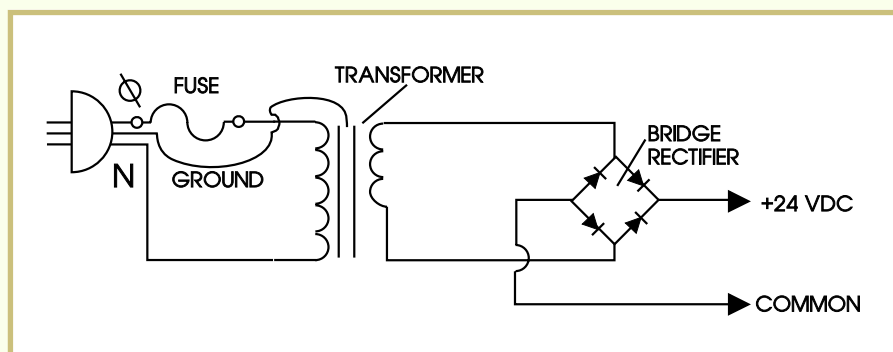 TRANSFORMER
FUSE
Φ
N
GROUND
BRIDGE
RECTIFIER
+24 VDC
COMMON